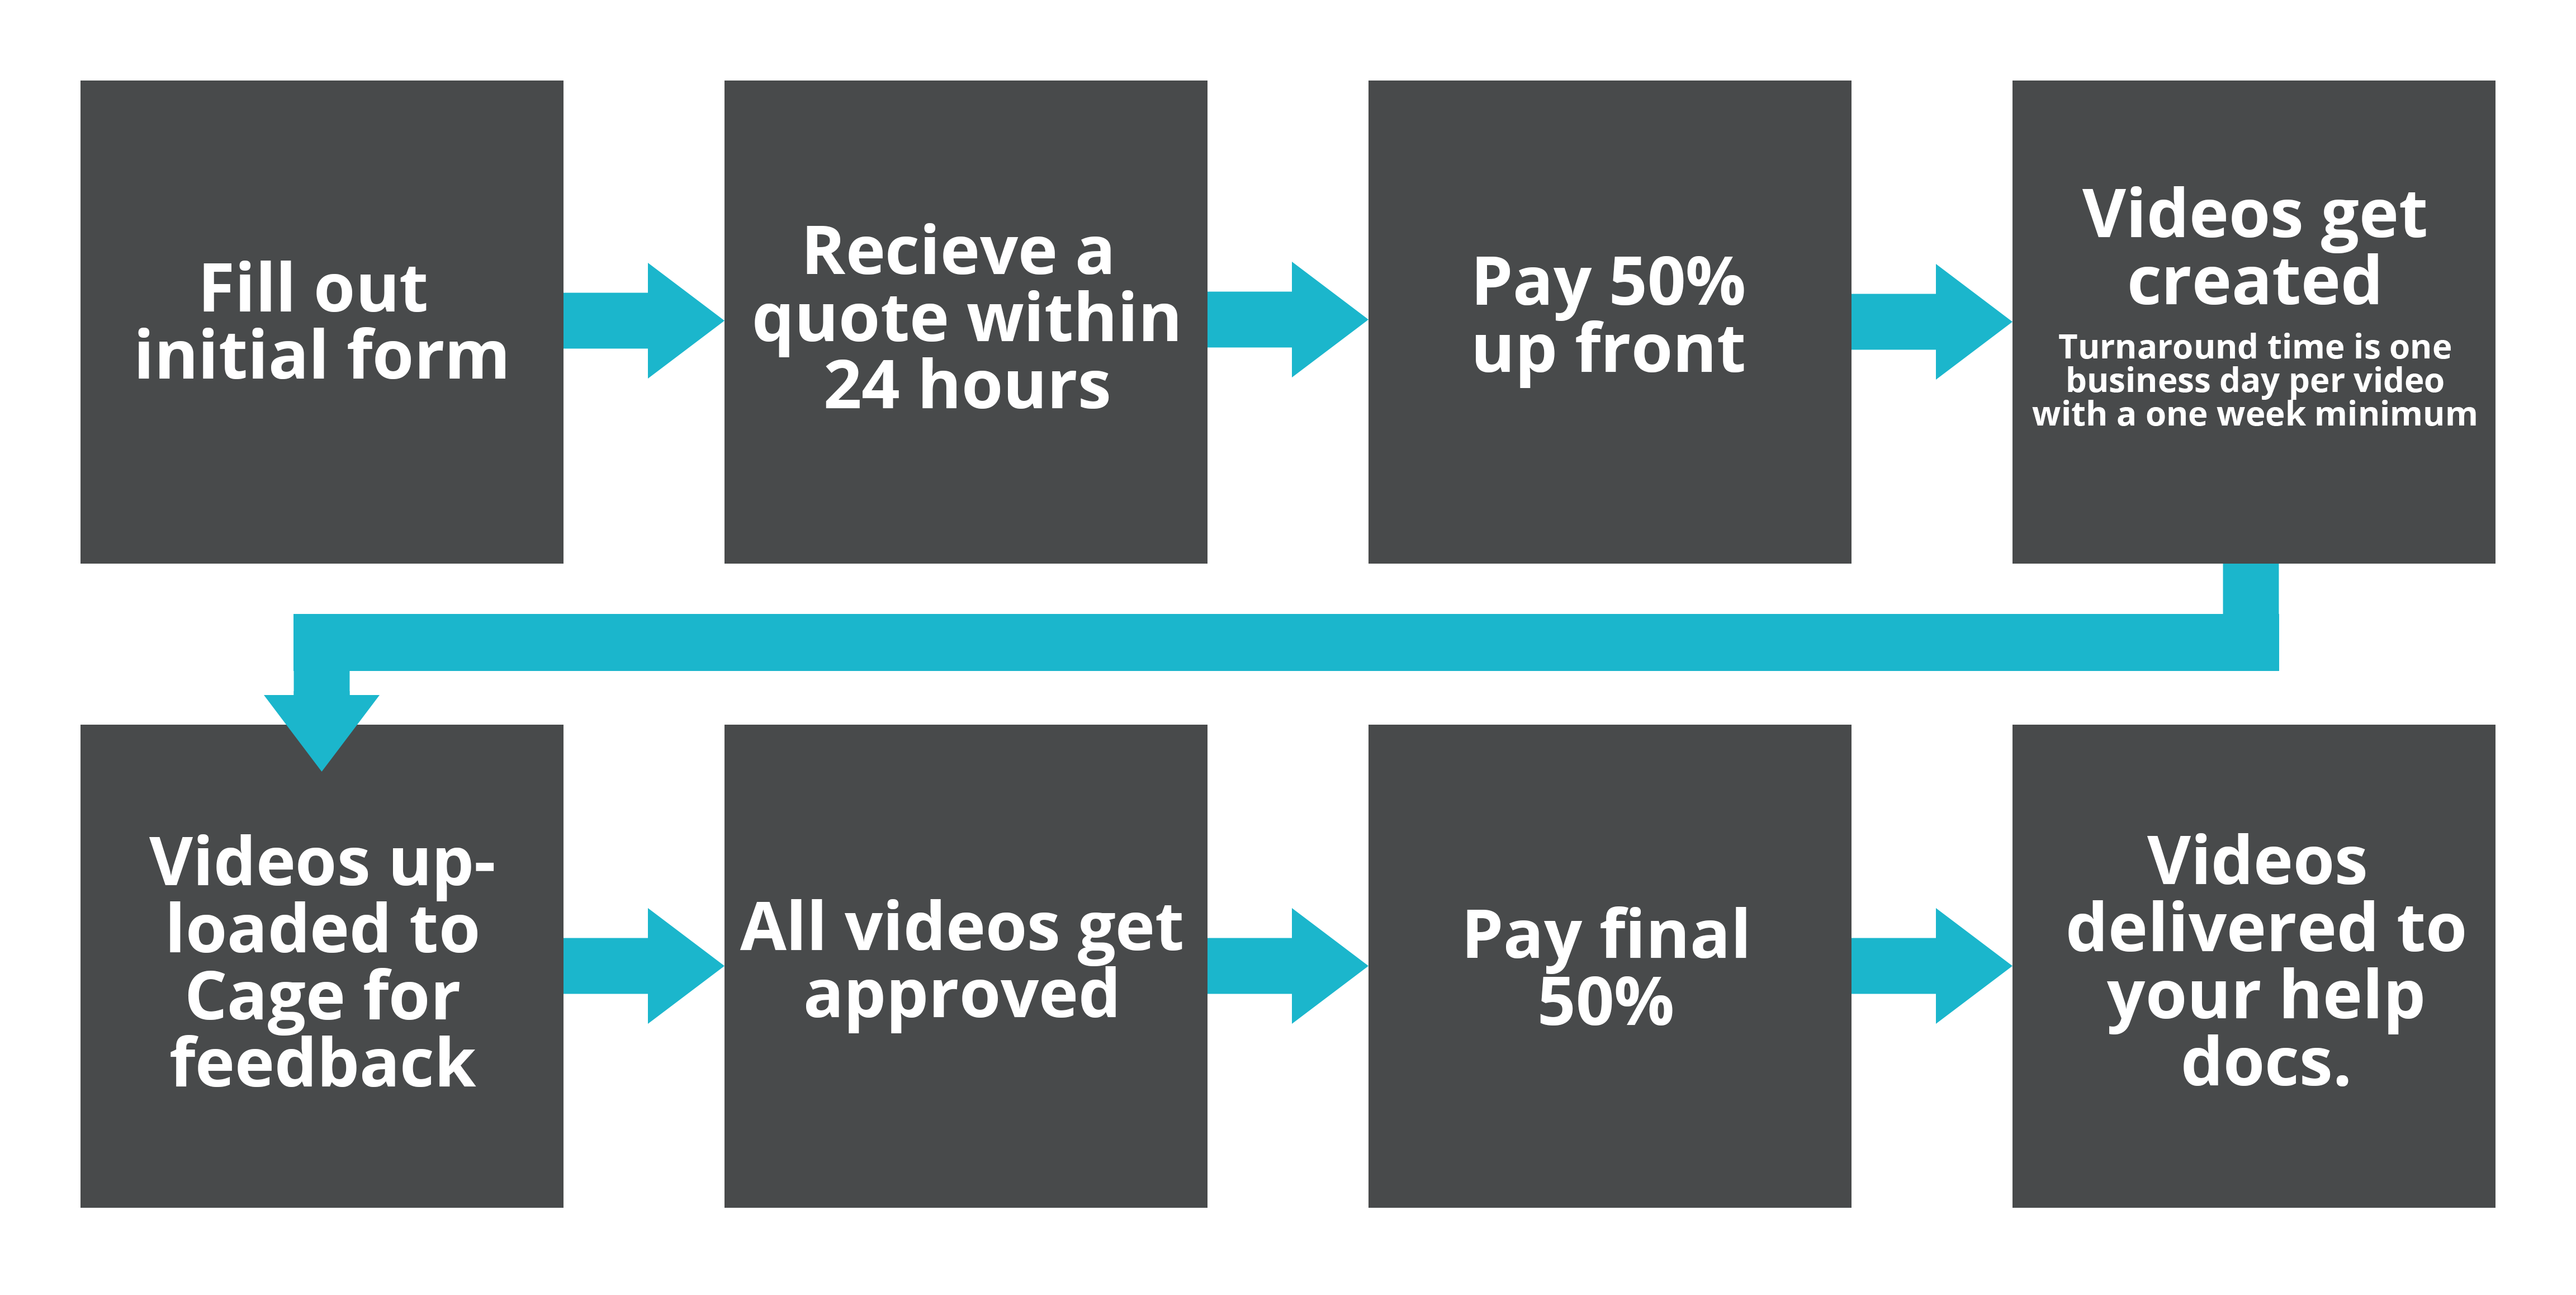 Fill out
initial form
Recieve a
quote within
24 hours
Pay 50%
up front
Videos get
created
Turnaround time is one
business day per video
with a one week minimum
Videos up-
loaded to
Cage for
feedback
All videos get
approved
Pay final
50%
Videos
delivered to
your help
docs.